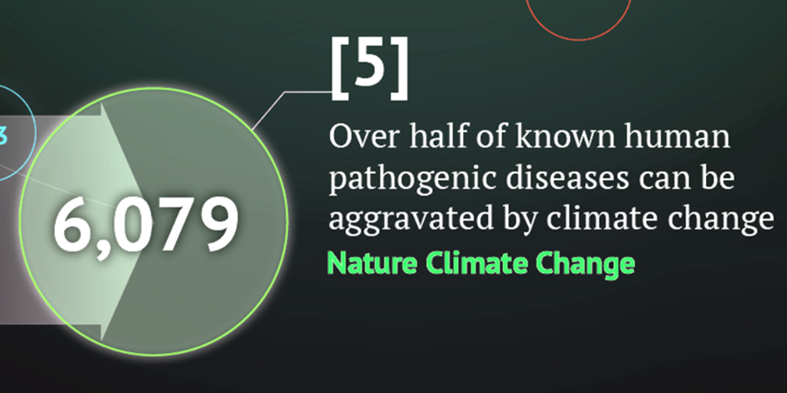 3
6,079
[5]
Over half of known human
pathogenic diseases can be
aggravated by climate change
Nature Climate Change